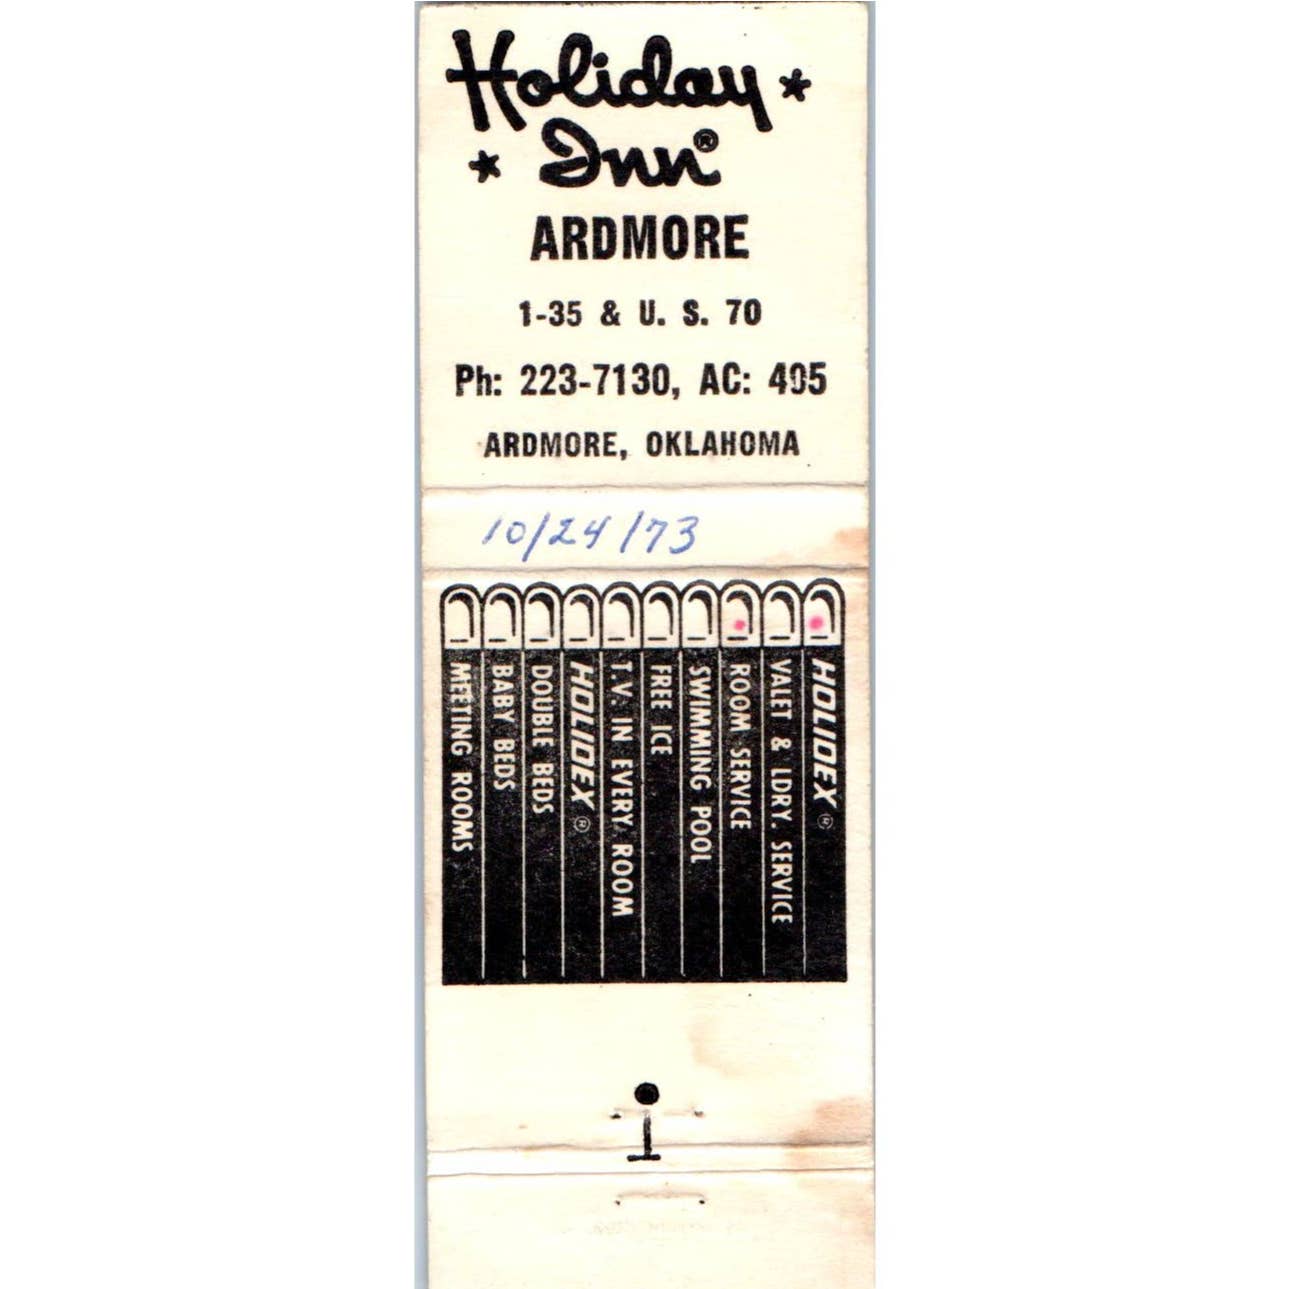 Holiday
Inn®
ARDMORE
1-35 & U. S. 70
Ph: 223-7130, AC: 405
ARDMORE, OKLAHOMA
10/24/73
HOLIDEX®
VALET & LDRY. SERVICE
ROOM SERVICE
SWIMMING POOL
FREE ICE
T.V. IN EVERY ROOM
HOLIDEX®
DOUBLE BEDS
BABY BEDS
MEETING ROOMS